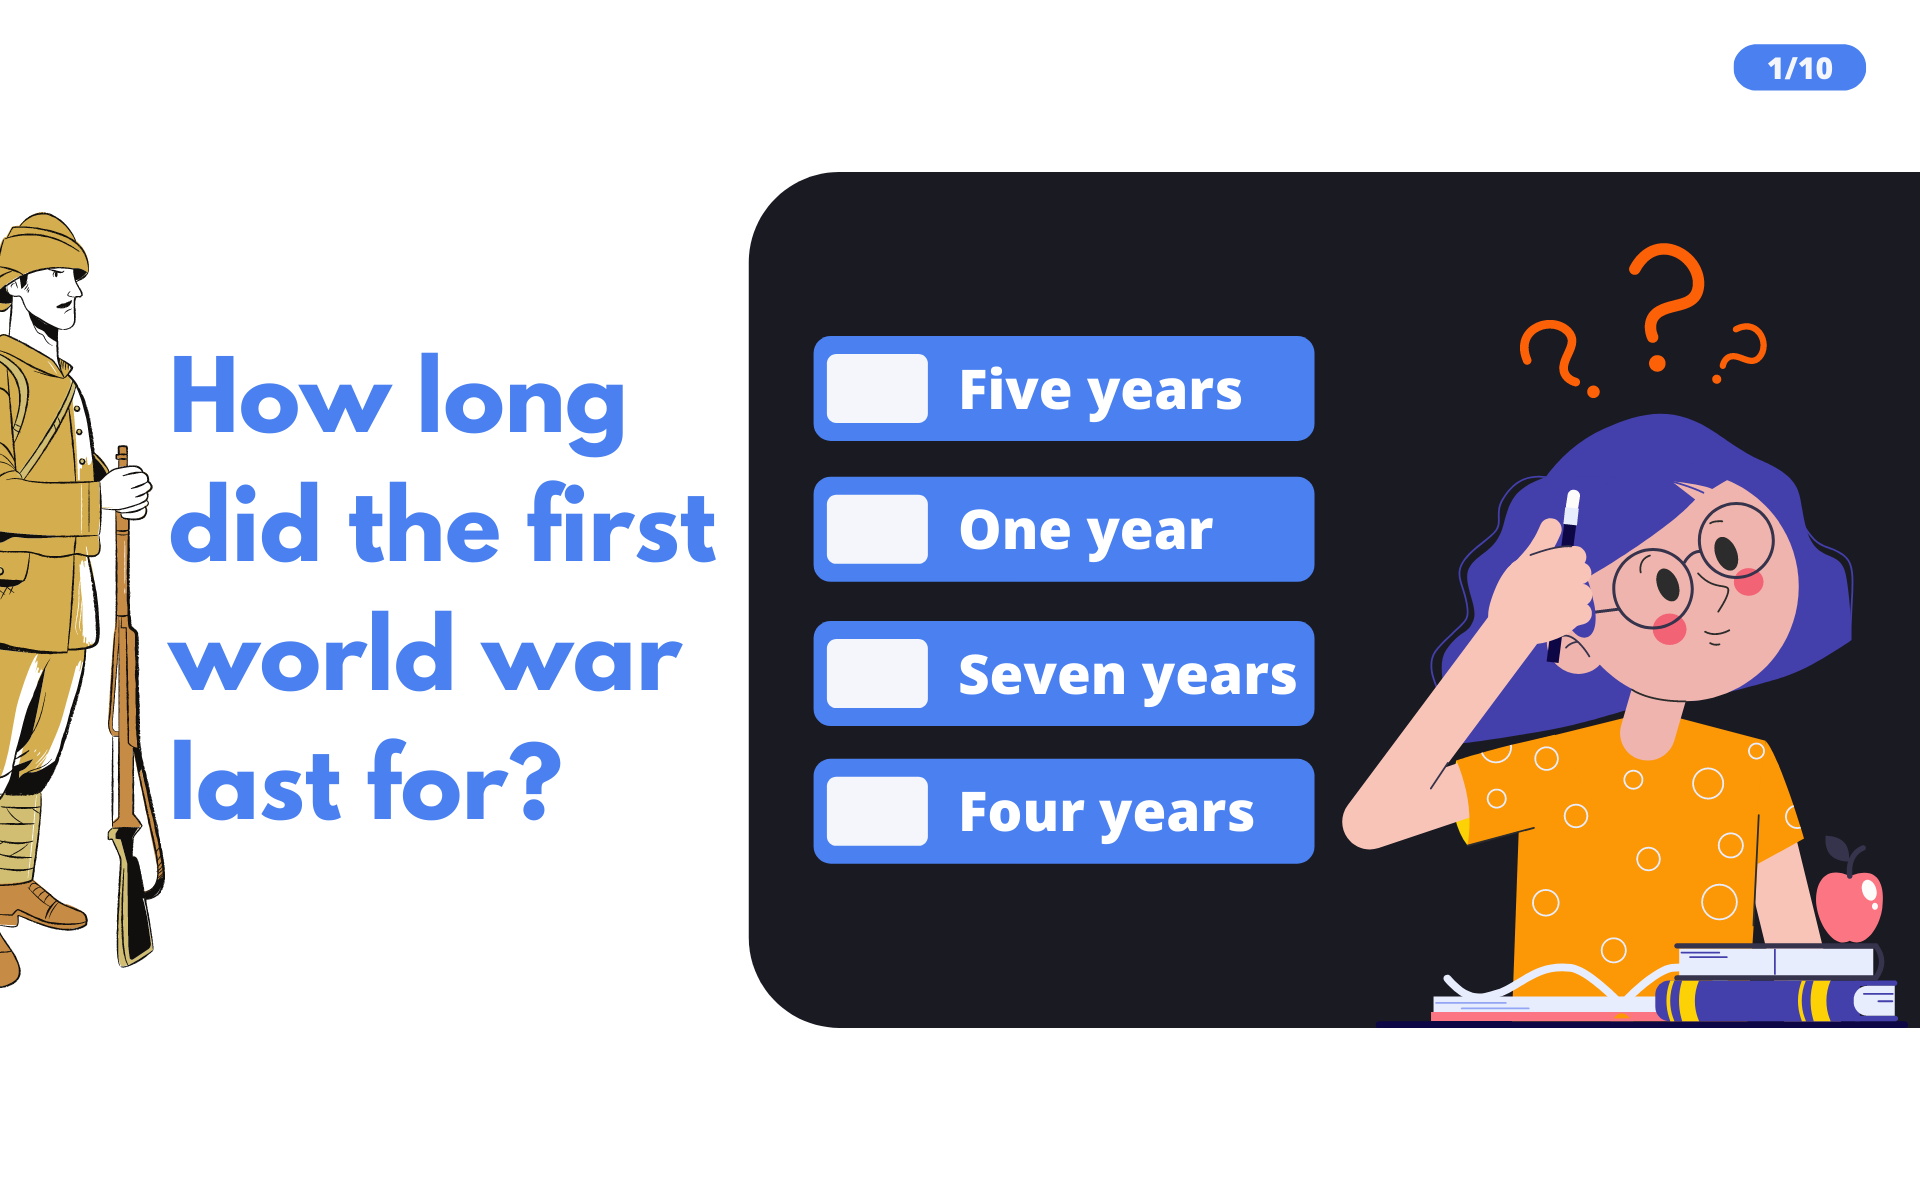 1/10
How long
did the first
world war
last for?
Five years
One year
Seven years
Four years